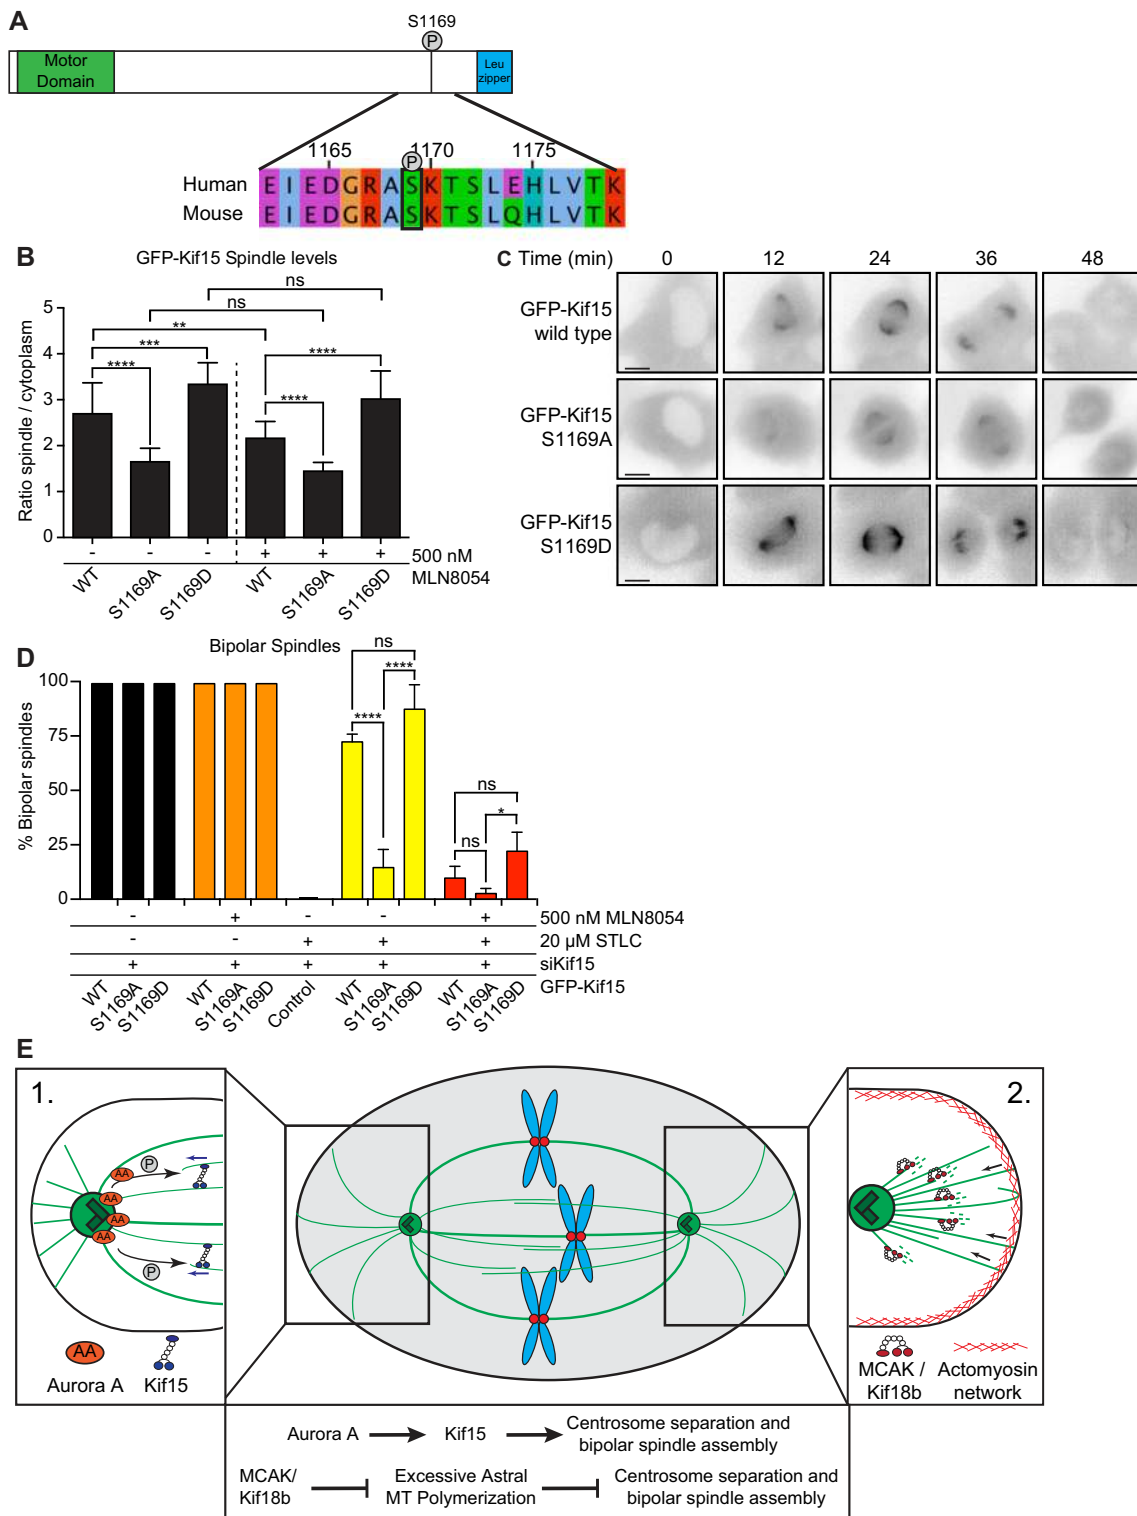 A
S1169
P
Motor
Domain
Leu
zipper
1165
1170
1175
P
Human
E I E D G R A S K T S L E H L V T K
Mouse
E I E D G R A S K T S L Q H L V T K
B
GFP-Kif15 Spindle levels
ns
ns
**
***
****
****
****
Ratio spindle / cytoplasm
5
4
3
2
1
0
- - - + + +
500 nM
MLN8054
WT S1169A S1169D WT S1169A S1169D
C Time (min) 0 12 24 36 48
GFP-Kif15
wild type
GFP-Kif15
S1169A
GFP-Kif15
S1169D
D
Bipolar Spindles
ns
****
****
ns
*
ns
% Bipolar spindles
100
75
50
25
0
- + - - + 500 nM MLN8054
- - + + + 20 µM STLC
+ + + + + siKif15
WT S1169A S1169D WT S1169A S1169D Control WT S1169A S1169D WT S1169A S1169D GFP-Kif15
E
1.
AA
P
AA
AA
AA
P
AA
Aurora A
Kif15
2.
MCAK /
Kif18b
Actomyosin
network
Aurora A
Kif15
Centrosome separation and
bipolar spindle assembly
MCAK/
Kif18b
Excessive Astral
MT Polymerization
Centrosome separation and
bipolar spindle assembly